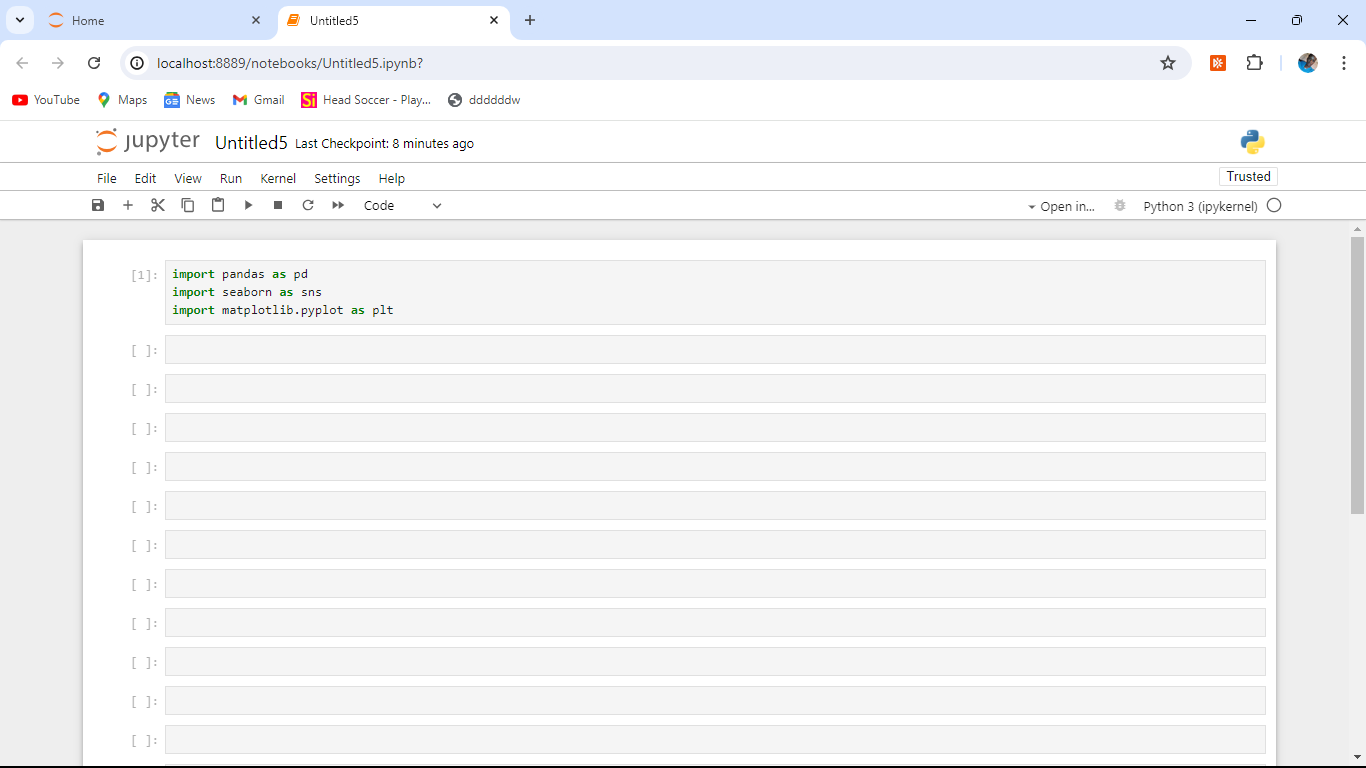 Home
Untitled5
localhost:8889/notebooks/Untitled5.ipynb?
YouTube Maps News Gmail Head Soccer - Play... ddddddw
jupyter Untitled5 Last Checkpoint: 8 minutes ago
File Edit View Run Kernel Settings Help
Trusted
Code
Open in...
Python 3 (ipykernel)
[1]: import pandas as pd
import seaborn as sns
import matplotlib.pyplot as plt
[ ]:
[ ]:
[ ]:
[ ]:
[ ]:
[ ]:
[ ]:
[ ]:
[ ]:
[ ]:
[ ]: